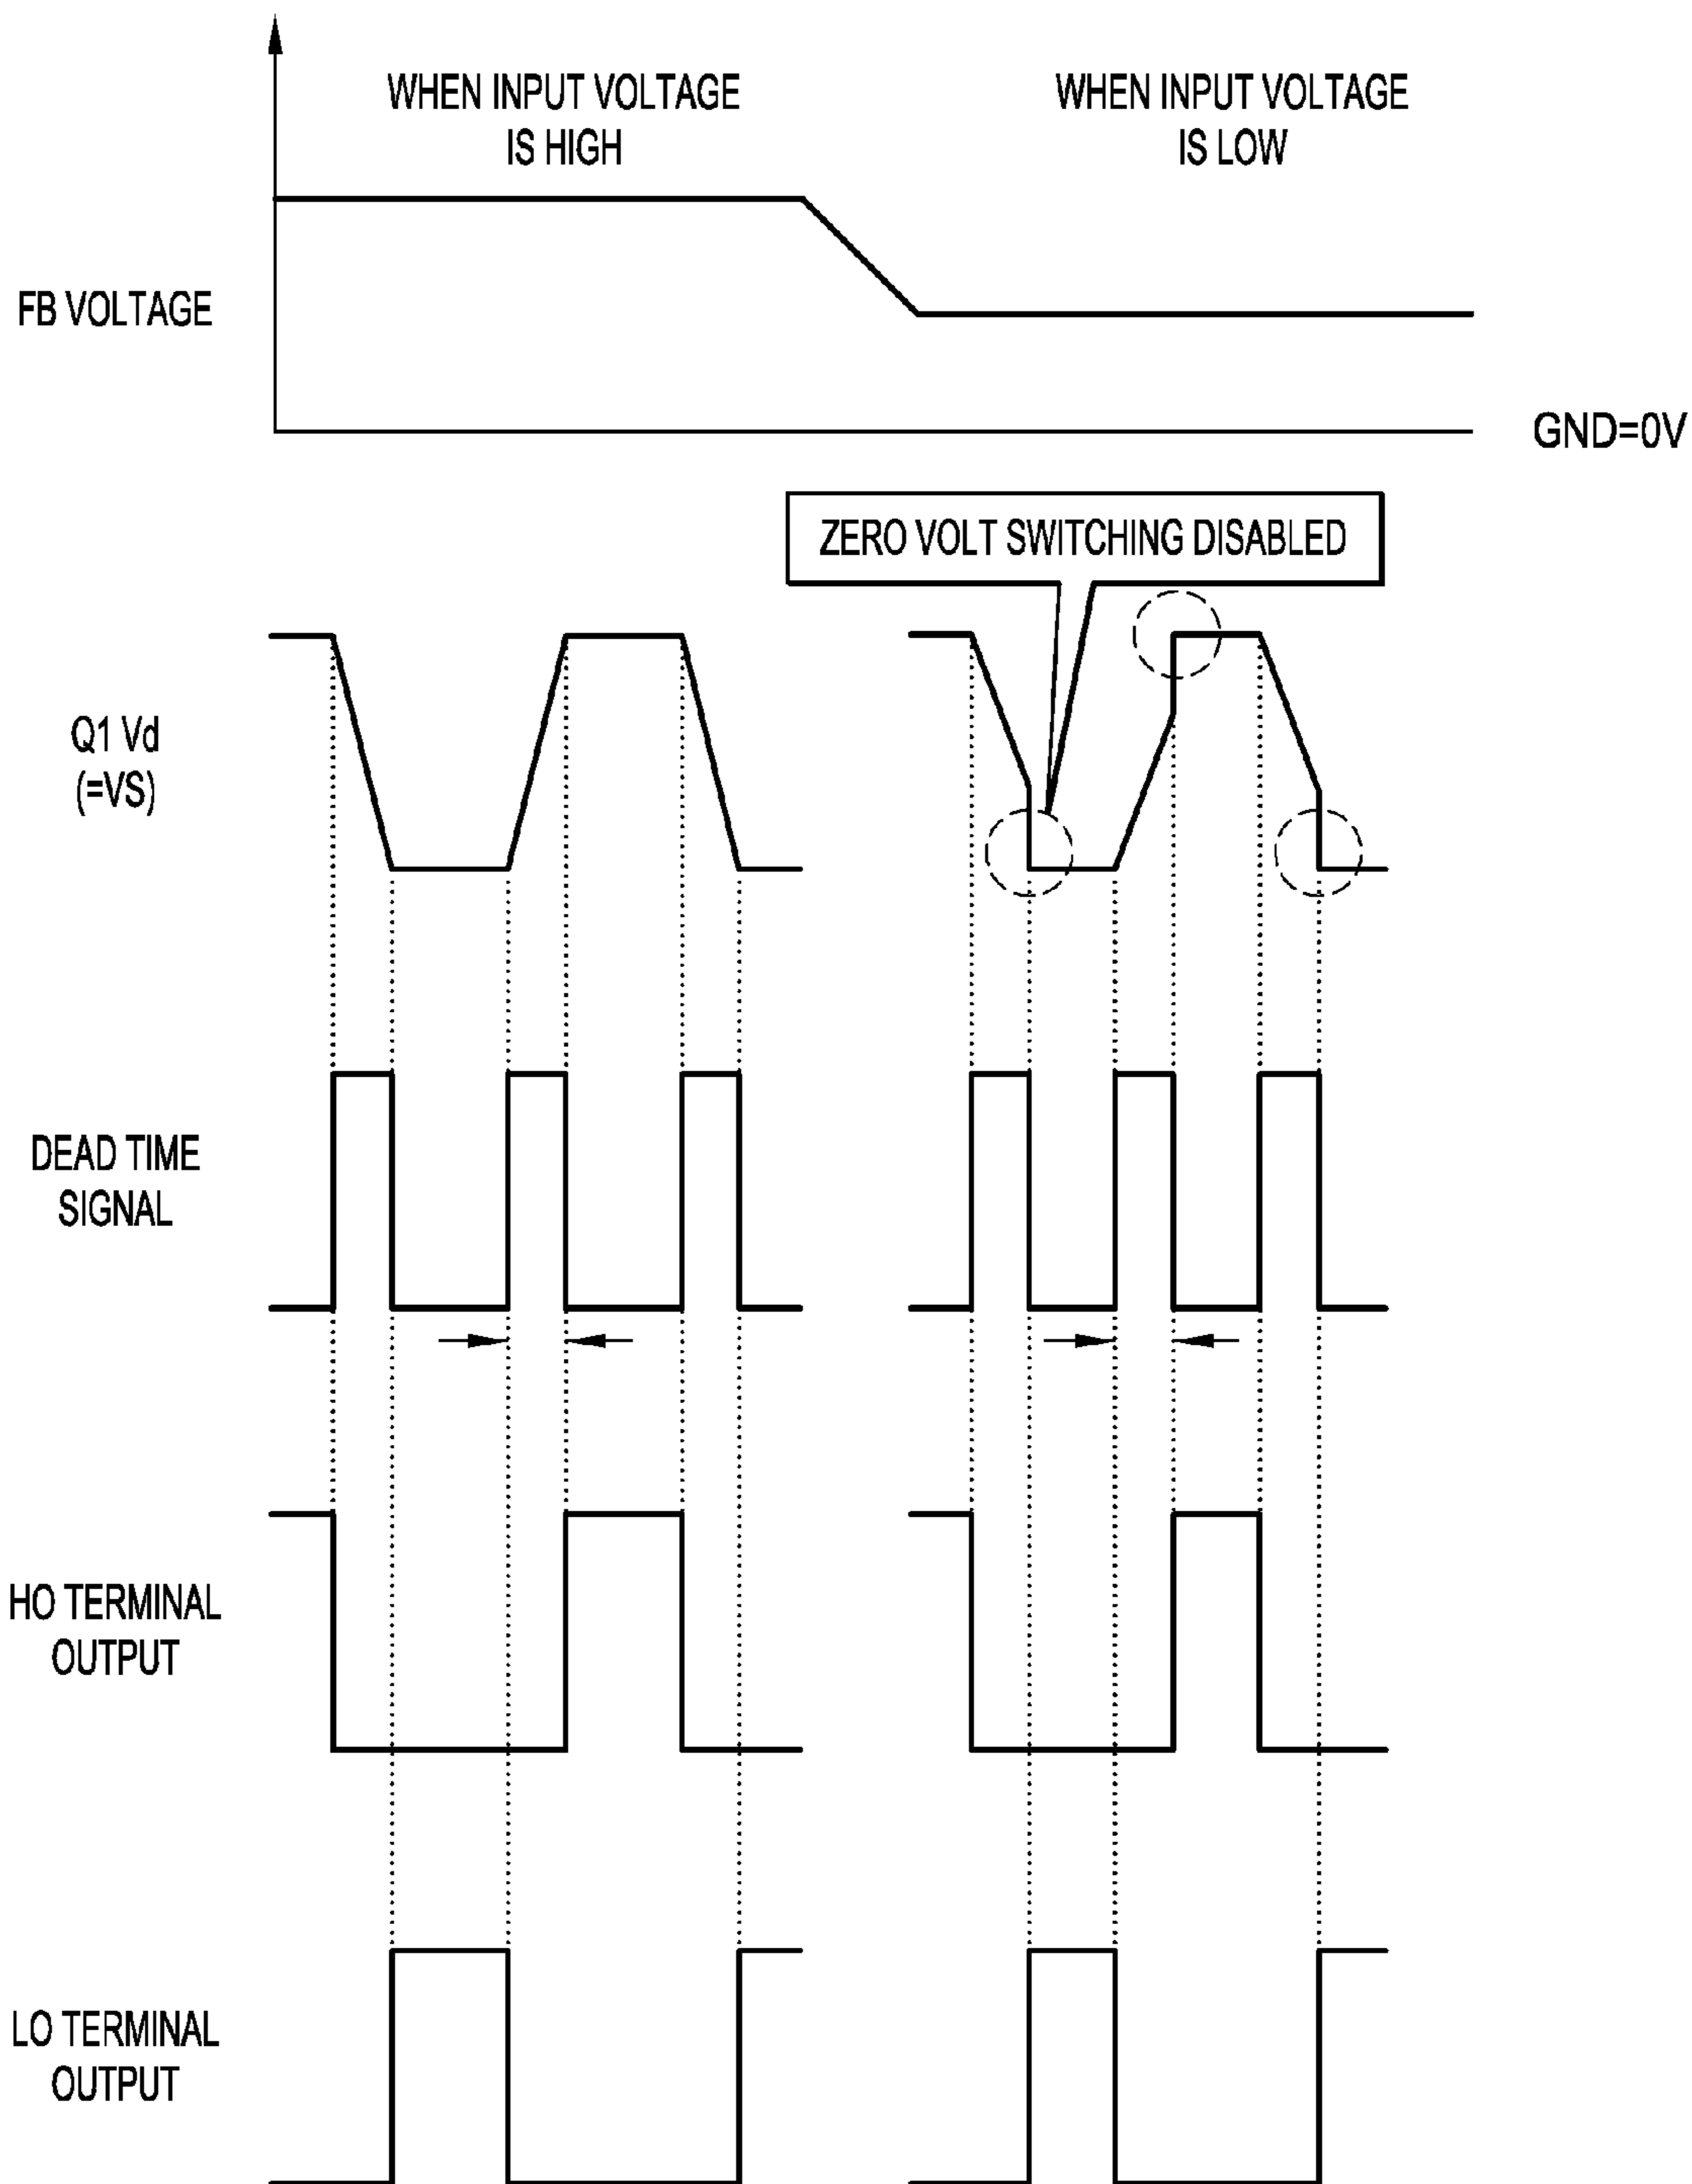 WHEN INPUT VOLTAGE
IS HIGH
WHEN INPUT VOLTAGE
IS LOW
FB VOLTAGE
GND=0V
ZERO VOLT SWITCHING DISABLED
Q1 Vd
(=VS)
DEAD TIME
SIGNAL
HO TERMINAL
OUTPUT
LO TERMINAL
OUTPUT